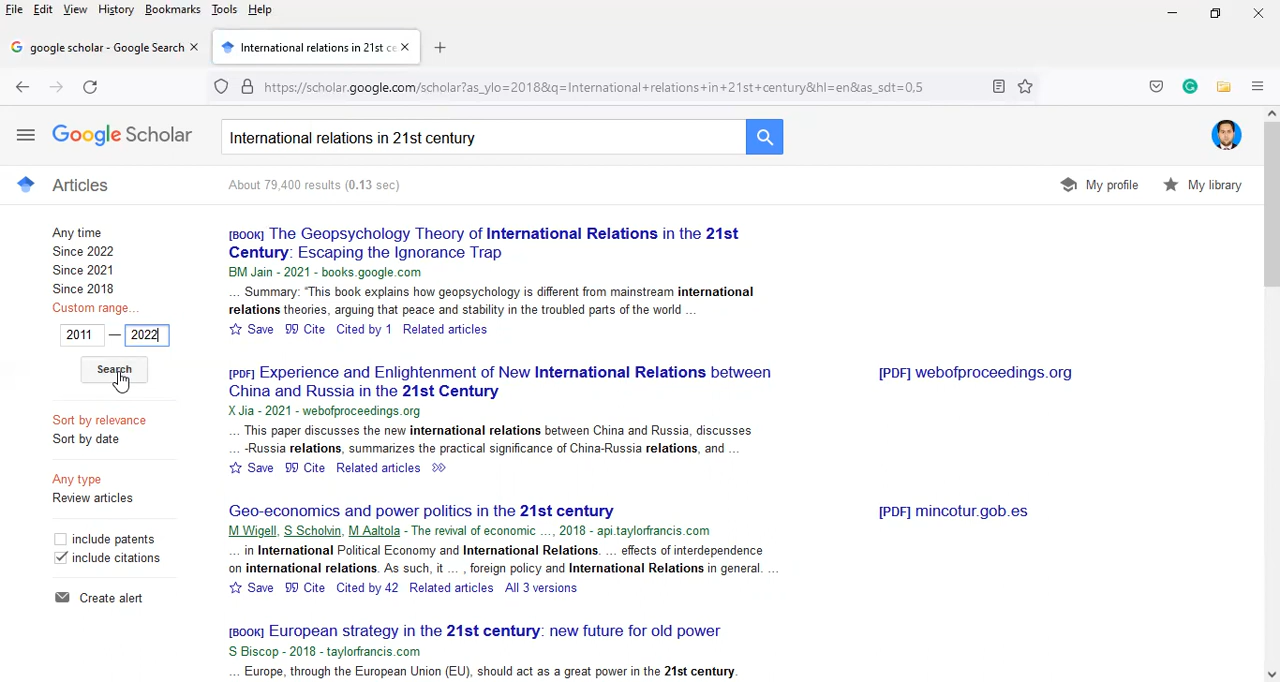 File Edit View History Bookmarks Tools Help
google scholar - Google Search
International relations in 21st ce
https://scholar.google.com/scholar?as_ylo=2018&q=International+relations+in+21st+century&hl=en&as_sdt=0,5
Google Scholar
International relations in 21st century
Articles
About 79,400 results (0.13 sec)
My profile
My library
Any time
Since 2022
Since 2021
Since 2018
Custom range...
2011 — 2022
Search
Sort by relevance
Sort by date
Any type
Review articles
include patents
include citations
Create alert
[BOOK] The Geopsychology Theory of International Relations in the 21st
Century: Escaping the Ignorance Trap
BM Jain - 2021 - books.google.com
... Summary: "This book explains how geopsychology is different from mainstream international
relations theories, arguing that peace and stability in the troubled parts of the world ...
Save Cite Cited by 1 Related articles
[PDF] Experience and Enlightenment of New International Relations between
China and Russia in the 21st Century
X Jia - 2021 - webofproceedings.org
... This paper discusses the new international relations between China and Russia, discusses
... -Russia relations, summarizes the practical significance of China-Russia relations, and ...
Save Cite Related articles
[PDF] webofproceedings.org
Geo-economics and power politics in the 21st century
M Wigell, S Scholvin, M Aaltola - The revival of economic ..., 2018 - api.taylorfrancis.com
... in International Political Economy and International Relations. ... effects of interdependence
on international relations. As such, it ... , foreign policy and International Relations in general. ...
Save Cite Cited by 42 Related articles All 3 versions
[PDF] mincotur.gob.es
[BOOK] European strategy in the 21st century: new future for old power
S Biscop - 2018 - taylorfrancis.com
... Europe, through the European Union (EU), should act as a great power in the 21st century.